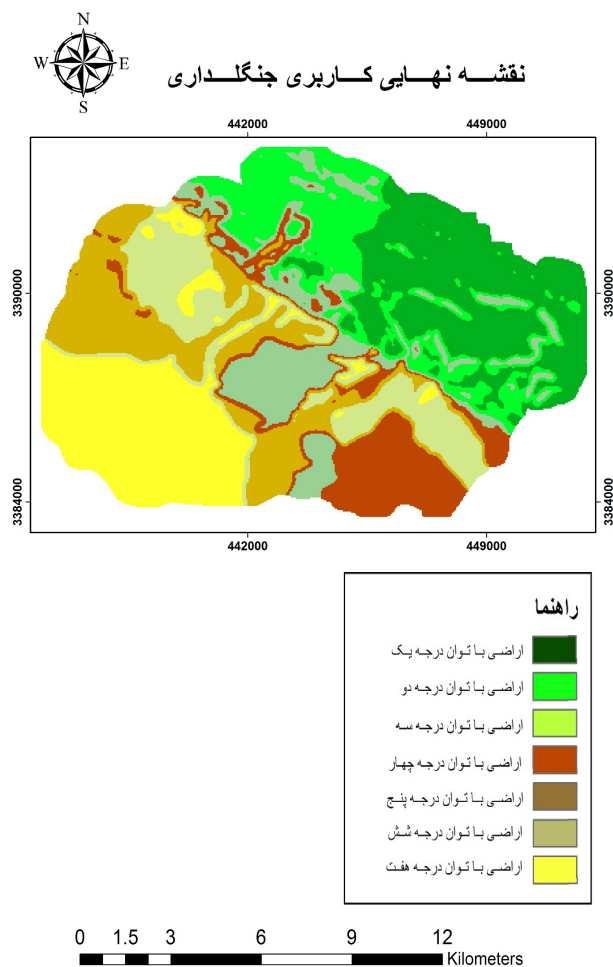 N
W E
S
نقشه نهایی کاربری جنگلداری
442000 449000
3390000 3390000
3384000 3384000
442000 449000
راهنما
اراضی با توان درجه یک
اراضی با توان درجه دو
اراضی با توان درجه سه
اراضی با توان درجه چهار
اراضی با توان درجه پنج
اراضی با توان درجه شش
اراضی با توان درجه هفت
0 1.5 3 6 9 12
Kilometers